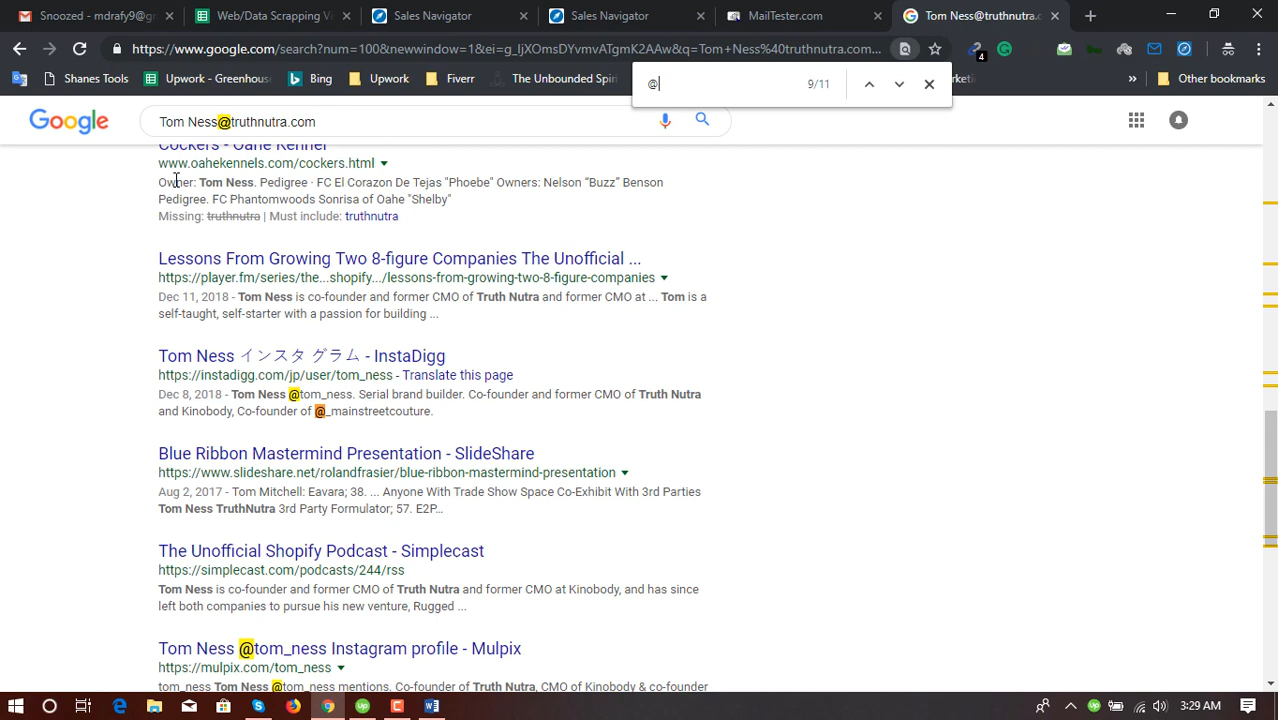 Snoozed - mdrafy9@g
Web/Data Scrapping Vi
Sales Navigator
Sales Navigator
MailTester.com
Tom Ness@truthnutra.c
https://www.google.com/search?num=100&newwindow=1&ei=g_IjXOmsDYvmvATgmK2AAw&q=Tom+Ness%40truthnutra.com...
4
Shanes Tools
Upwork - Greenhouse
Bing
Upwork
Fiverr
The Unbounded Spiri
rketi
»
Other bookmarks
@
9/11
Google
Tom Ness@truthnutra.com
Cockers - Oahe Kennel
www.oahekennels.com/cockers.html
Owner: Tom Ness. Pedigree · FC El Corazon De Tejas "Phoebe" Owners: Nelson “Buzz” Benson
Pedigree. FC Phantomwoods Sonrisa of Oahe "Shelby"
Missing: truthnutra | Must include: truthnutra
Lessons From Growing Two 8-figure Companies The Unofficial ...
https://player.fm/series/the...shopify.../lessons-from-growing-two-8-figure-companies
Dec 11, 2018 - Tom Ness is co-founder and former CMO of Truth Nutra and former CMO at ... Tom is a
self-taught, self-starter with a passion for building ...
Tom Ness インスタ グラム - InstaDigg
https://instadigg.com/jp/user/tom_ness - Translate this page
Dec 8, 2018 - Tom Ness @tom_ness. Serial brand builder. Co-founder and former CMO of Truth Nutra
and Kinobody, Co-founder of @_mainstreetcouture.
Blue Ribbon Mastermind Presentation - SlideShare
https://www.slideshare.net/rolandfrasier/blue-ribbon-mastermind-presentation
Aug 2, 2017 - Tom Mitchell: Eavara; 38. ... Anyone With Trade Show Space Co-Exhibit With 3rd Parties
Tom Ness TruthNutra 3rd Party Formulator; 57. E2P...
The Unofficial Shopify Podcast - Simplecast
https://simplecast.com/podcasts/244/rss
Tom Ness is co-founder and former CMO of Truth Nutra and former CMO at Kinobody, and has since
left both companies to pursue his new venture, Rugged ...
Tom Ness @tom_ness Instagram profile - Mulpix
https://mulpix.com/tom_ness
tom_ness Tom Ness @tom_ness mentions. Co-founder of Truth Nutra, CMO of Kinobody & co-founder
3:29 AM